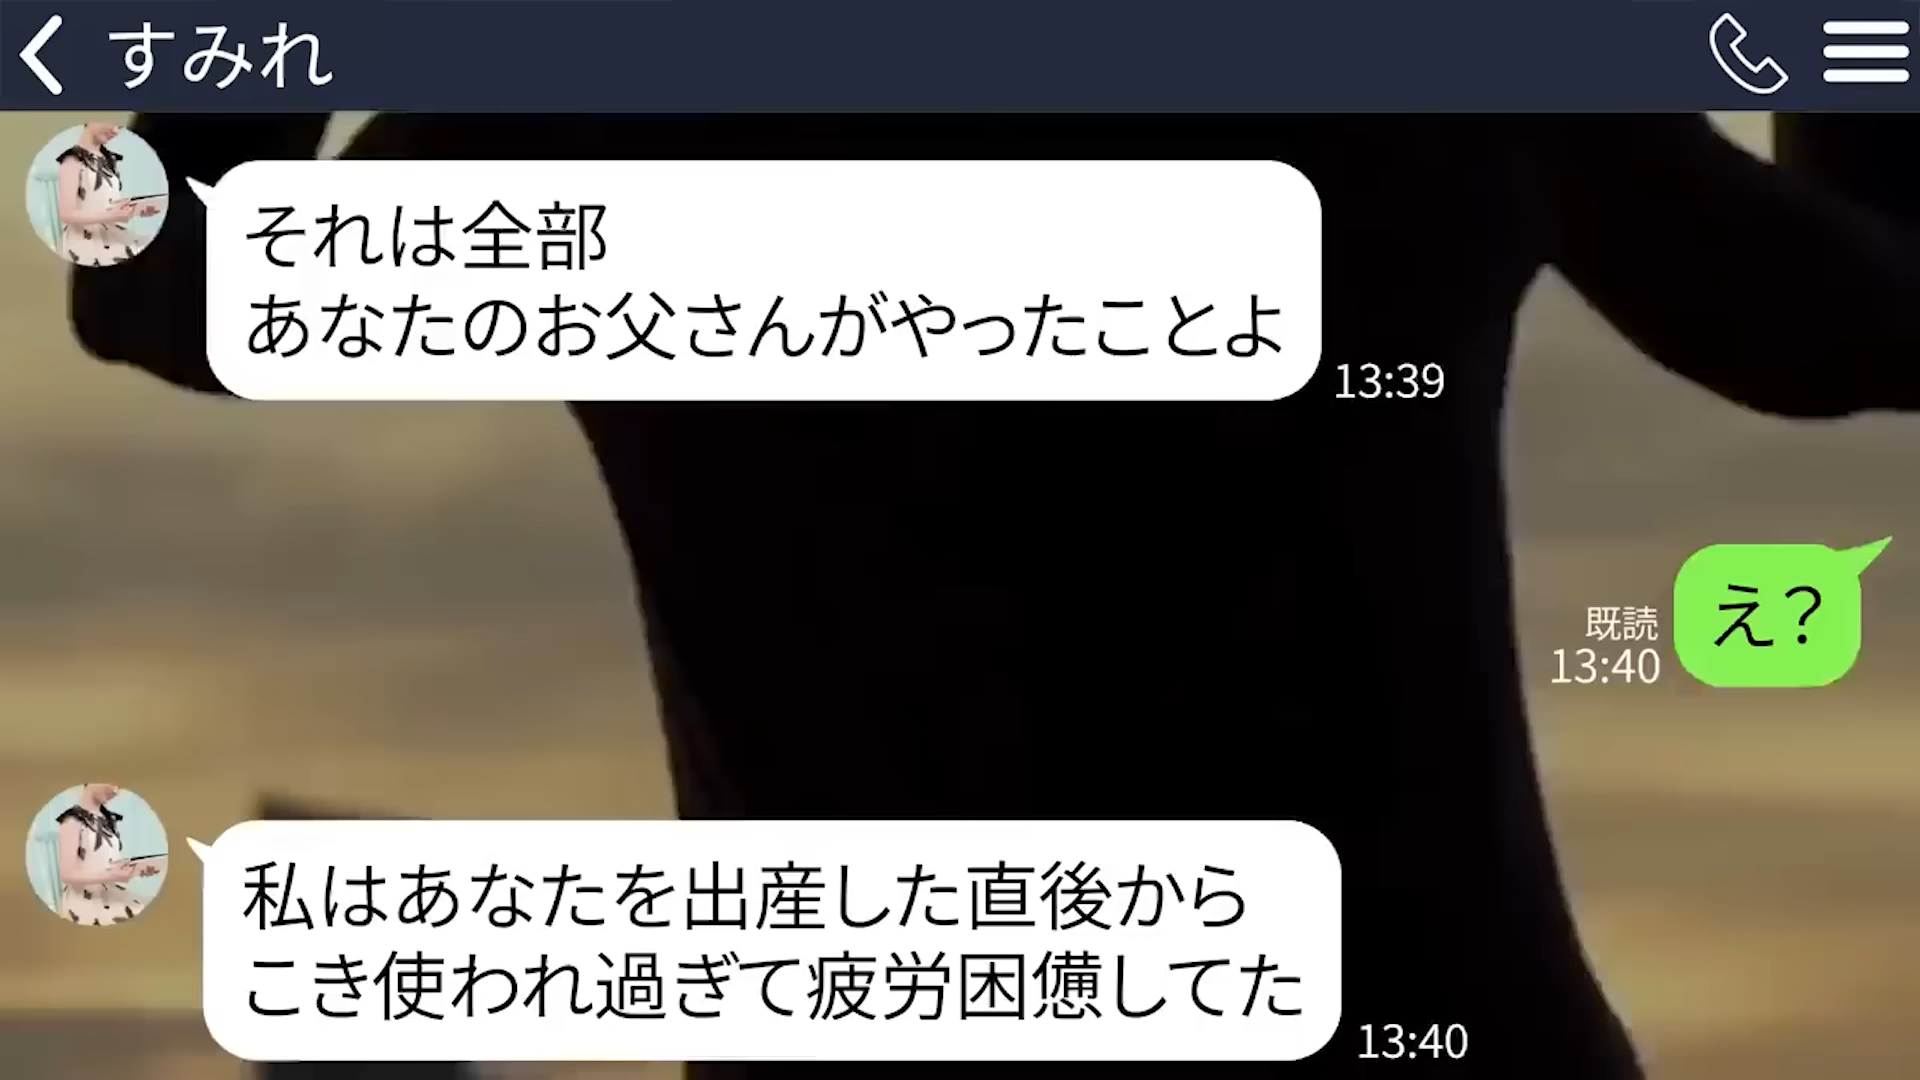 すみれ
それは全部
あなたのお父さんがやったことよ
13:39
え？
既読
13:40
私はあなたを出産した直後から
こき使われ過ぎて疲労困憊してた
13:40